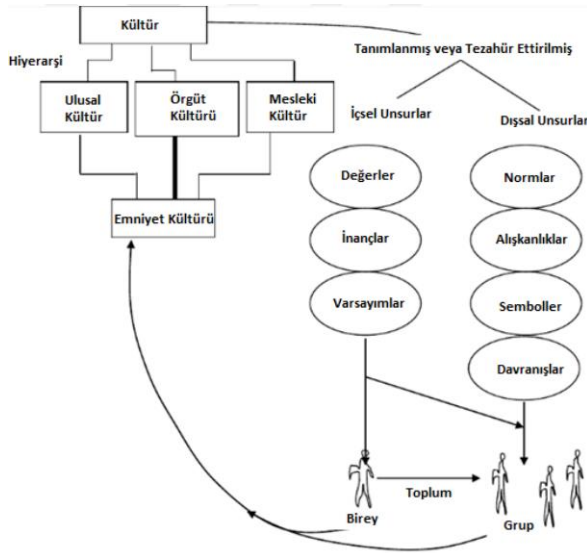 Kültür
Hiyerarşi
Tanımlanmış veya Tezahür Ettirilmiş
Ulusal
Kültür
Örgüt
Kültürü
Mesleki
Kültür
İçsel Unsurlar
Dışsal Unsurlar
Emniyet Kültürü
Değerler
İnançlar
Varsayımlar
Normlar
Alışkanlıklar
Semboller
Davranışlar
Toplum
Birey
Grup